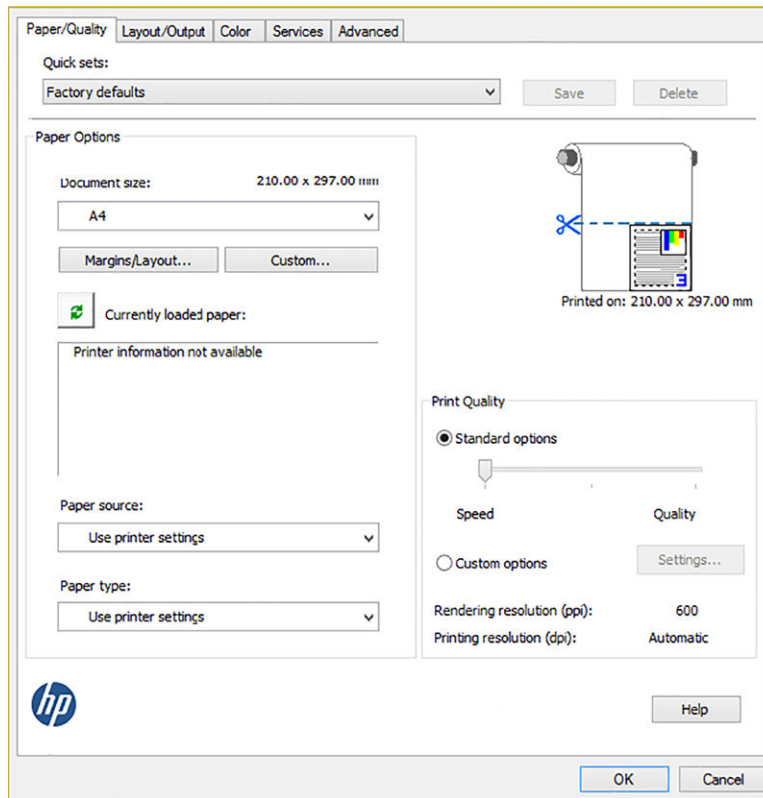 Paper/Quality Layout/Output Color Services Advanced
Quick sets:
Factory defaults
Save Delete
Paper Options
Document size: 210.00 x 297.00 mm
A4
Margins/Layout... Custom...
Currently loaded paper:
Printer information not available
Paper source:
Use printer settings
Paper type:
Use printer settings
3
Printed on: 210.00 x 297.00 mm
Print Quality
Standard options
Speed Quality
Custom options Settings...
Rendering resolution (ppi): 600
Printing resolution (dpi): Automatic
hp
Help
OK Cancel